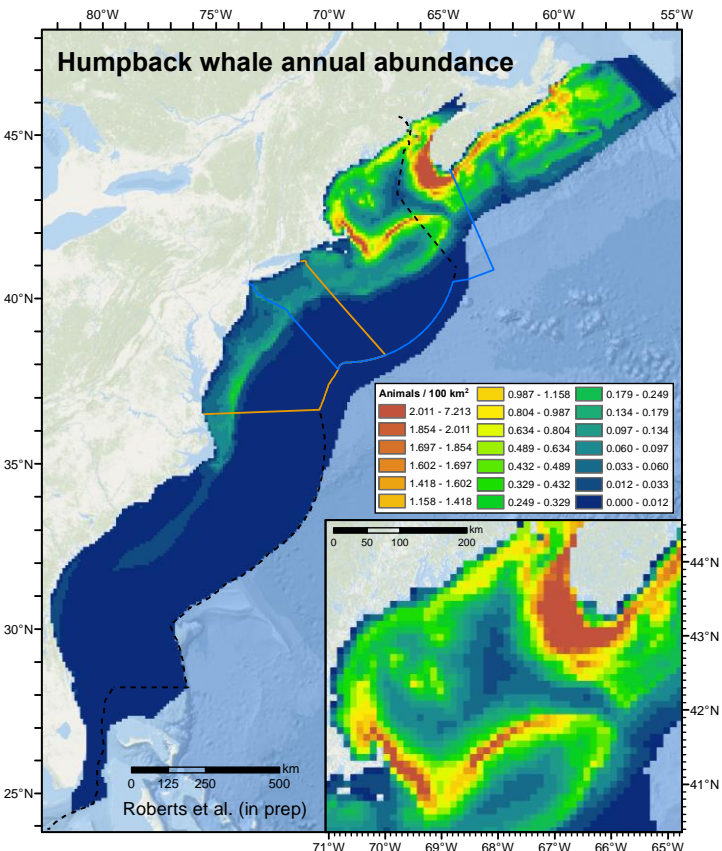 80°W 75°W 70°W 65°W 60°W 55°W
Humpback whale annual abundance
45°N
40°N
35°N
30°N
25°N
Animals / 100 km²
2.011 - 7.213
1.854 - 2.011
1.697 - 1.854
1.602 - 1.697
1.418 - 1.602
1.158 - 1.418
0.987 - 1.158
0.804 - 0.987
0.634 - 0.804
0.489 - 0.634
0.432 - 0.489
0.329 - 0.432
0.249 - 0.329
0.179 - 0.249
0.134 - 0.179
0.097 - 0.134
0.060 - 0.097
0.033 - 0.060
0.012 - 0.033
0.000 - 0.012
km
0 50 100 200
44°N
43°N
42°N
41°N
40°N
km
0 125 250 500
Roberts et al. (in prep)
71°W 70°W 69°W 68°W 67°W 66°W 65°W